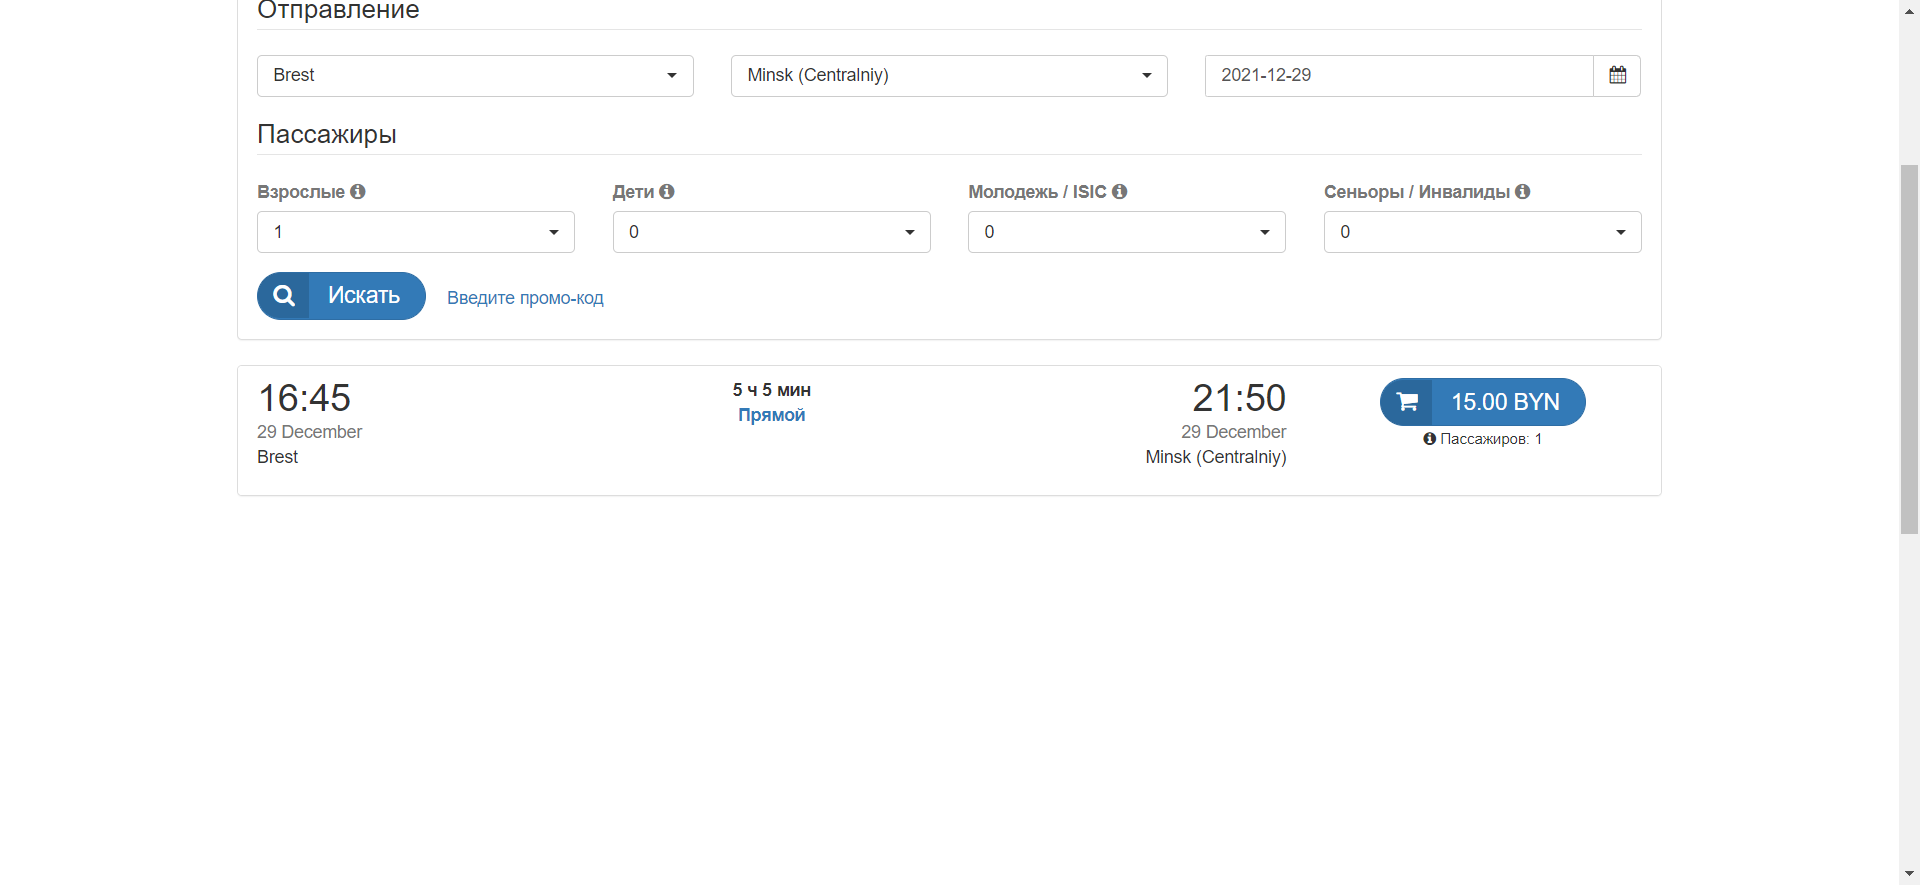 Отправление
Brest Minsk (Centralniy) 2021-12-29
Пассажиры
Взрослые Дети Молодежь / ISIC Сеньоры / Инвалиды
1 0 0 0
Искать Введите промо-код
16:45 5 ч 5 мин 21:50 15.00 BYN
Прямой
29 December 29 December Пассажиров: 1
Brest Minsk (Centralniy)